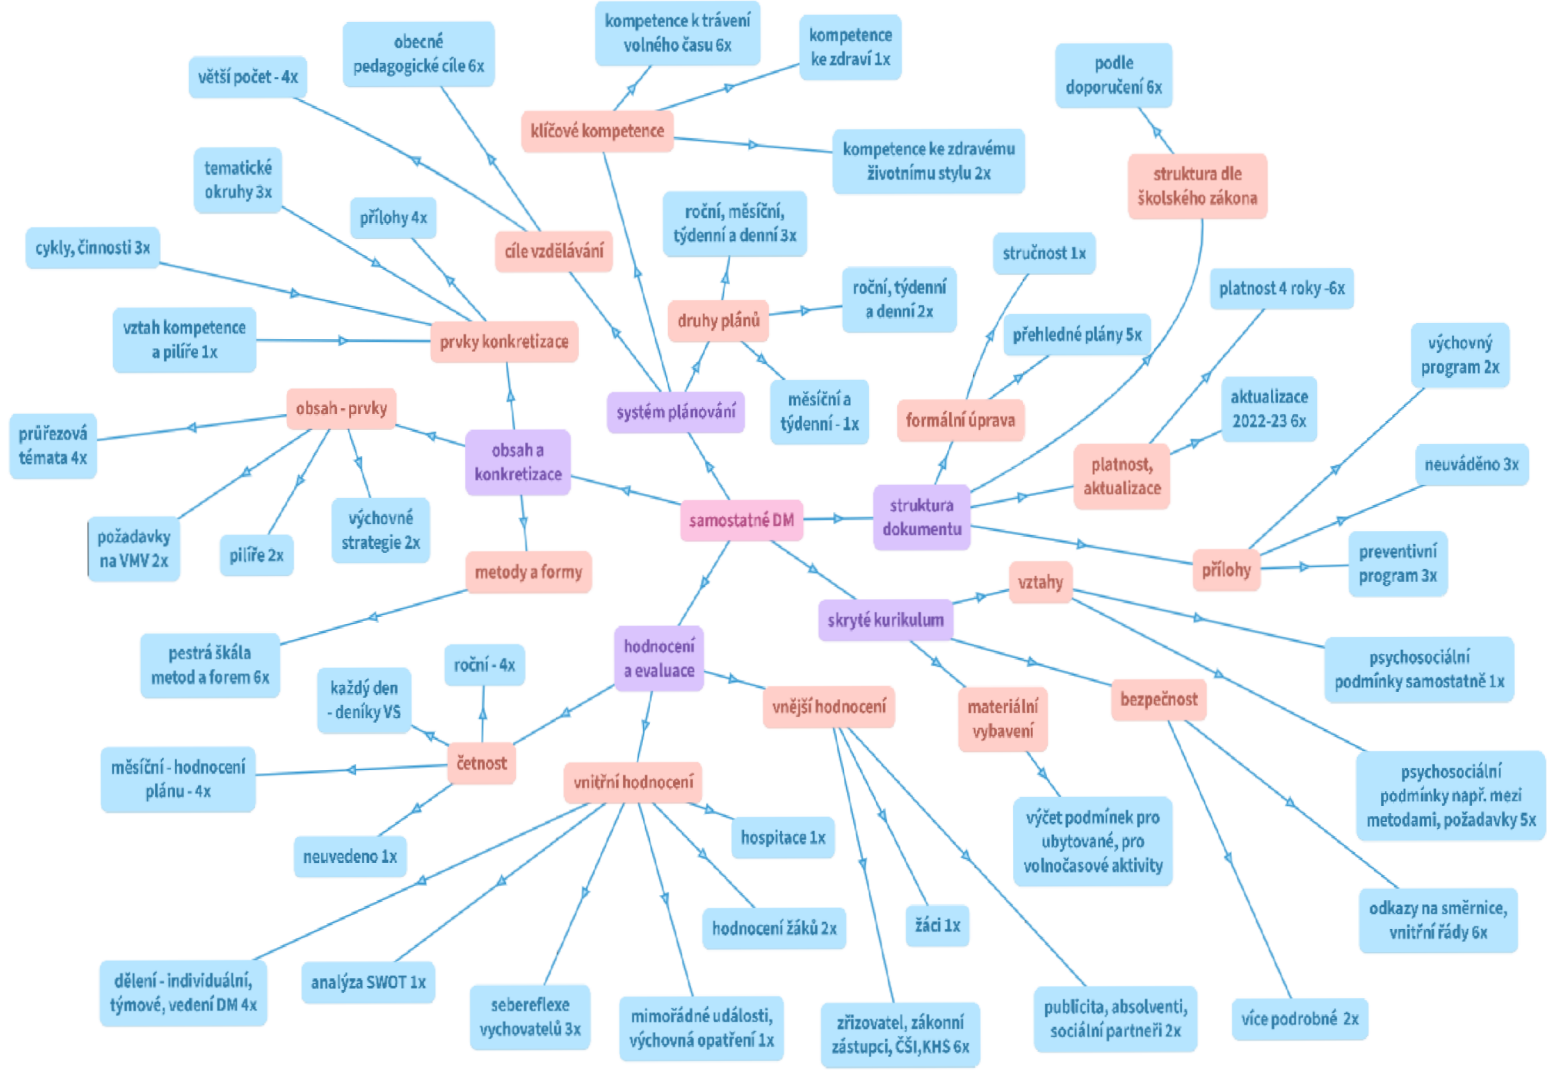 kompetence k trávení
volného času 6x
kompetence
ke zdraví 1x
obecné
pedagogické cíle 6x
větší počet - 4x
podle
doporučení 6x
klíčové kompetence
kompetence ke zdravému
životnímu stylu 2x
tematické
okruhy 3x
struktura dle
školského zákona
přílohy 4x
roční, měsíční,
týdenní a denní 3x
cykly, činnosti 3x
cíle vzdělávání
stručnost 1x
platnost 4 roky -6x
roční, týdenní
a denní 2x
druhy plánů
vztah kompetence
a pilíře 1x
prvky konkretizace
přehledné plány 5x
výchovný
program 2x
obsah - prvky
systém plánování
měsíční a
týdenní - 1x
formální úprava
aktualizace
2022-23 6x
průřezová
témata 4x
obsah a
konkretizace
platnost,
aktualizace
neuváděno 3x
požadavky
na VMV 2x
pilíře 2x
výchovné
strategie 2x
samostatné DM
struktura
dokumentu
přílohy
preventivní
program 3x
metody a formy
vztahy
skryté kurikulum
pestrá škála
metod a forem 6x
roční - 4x
hodnocení
a evaluace
psychosociální
podmínky samostatně 1x
každý den
- deníky VS
vnější hodnocení
materiální
vybavení
bezpečnost
měsíční - hodnocení
plánu - 4x
četnost
vnitřní hodnocení
psychosociální
podmínky např. mezi
metodami, požadavky 5x
neuvedeno 1x
hospitace 1x
výčet podmínek pro
ubytované, pro
volnočasové aktivity
hodnocení žáků 2x
žáci 1x
odkazy na směrnice,
vnitřní řády 6x
dělení - individuální,
týmové, vedení DM 4x
analýza SWOT 1x
sebereflexe
vychovatelů 3x
mimořádné události,
výchovná opatření 1x
zřizovatel, zákonní
zástupci, ČŠI,KHS 6x
publicita, absolventi,
sociální partneři 2x
více podrobné 2x